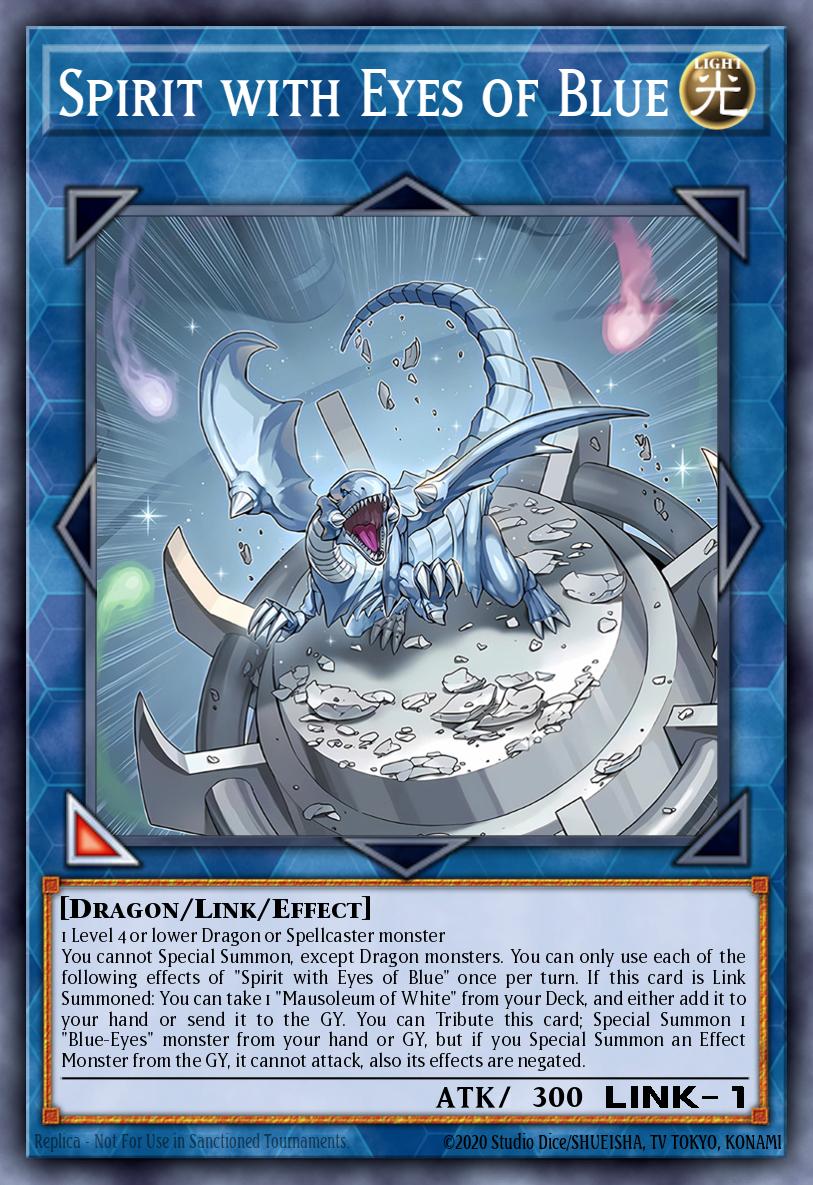 Spirit with Eyes of Blue
LIGHT
光
[Dragon/Link/Effect]
1 Level 4 or lower Dragon or Spellcaster monster
You cannot Special Summon, except Dragon monsters. You can only use each of the
following effects of "Spirit with Eyes of Blue" once per turn. If this card is Link
Summoned: You can take 1 "Mausoleum of White" from your Deck, and either add it to
your hand or send it to the GY. You can Tribute this card; Special Summon 1
"Blue-Eyes" monster from your hand or GY, but if you Special Summon an Effect
Monster from the GY, it cannot attack, also its effects are negated.
ATK/ 300 LINK-1
Replica - Not For Use in Sanctioned Tournaments. ©2020 Studio Dice/SHUEISHA, TV TOKYO, KONAMI